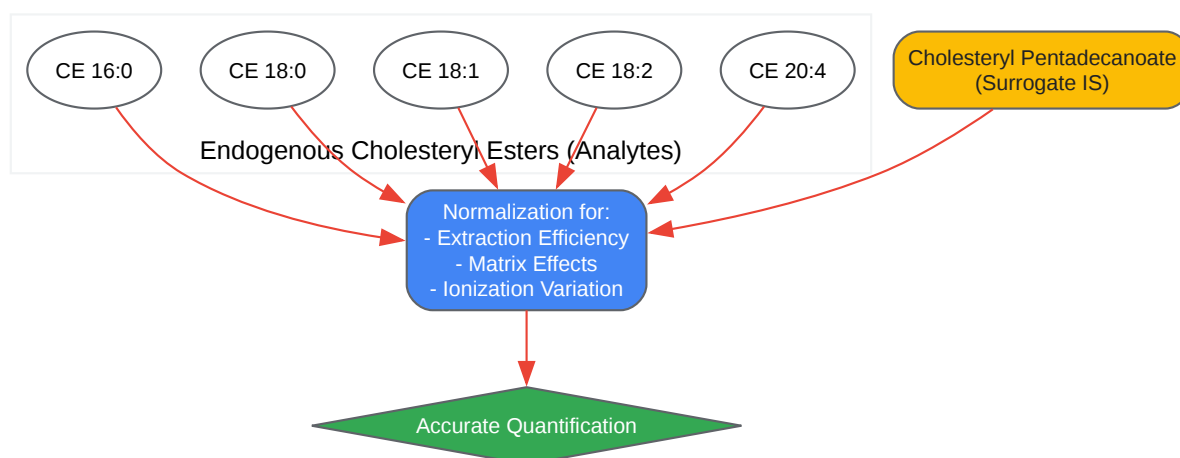 CE 16:0
CE 18:0
CE 18:1
CE 18:2
CE 20:4
Cholesteryl Pentadecanoate
(Surrogate IS)
Endogenous Cholesteryl Esters (Analytes)
Normalization for:
- Extraction Efficiency
- Matrix Effects
- Ionization Variation
Accurate Quantification